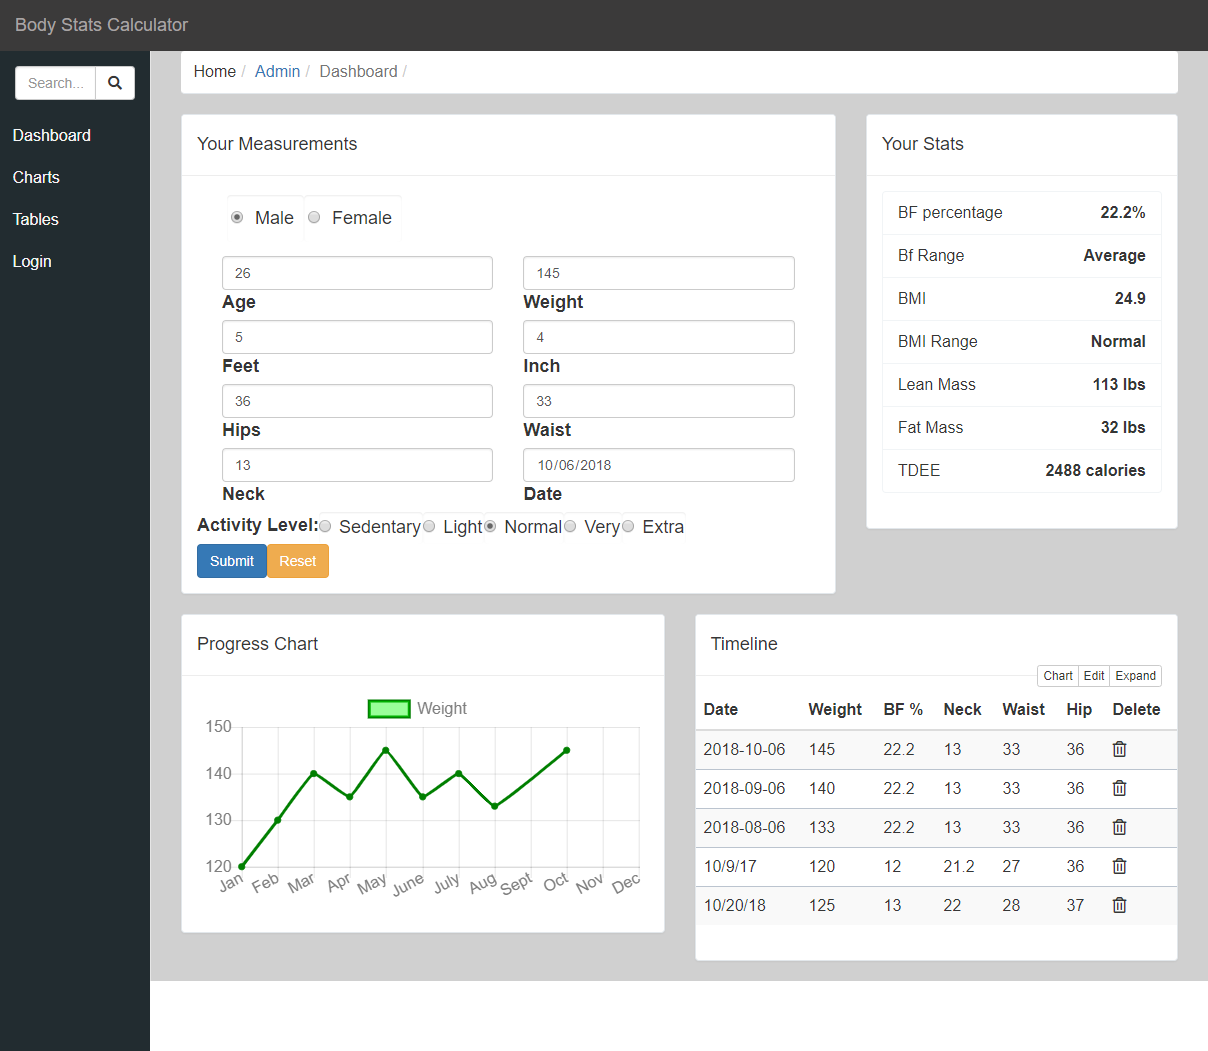 Body Stats Calculator
Search...
Dashboard
Charts
Tables
Login
Home / Admin / Dashboard /
Your Measurements
Male Female
26 145
Age Weight
5 4
Feet Inch
36 33
Hips Waist
13 10/06/2018
Neck Date
Activity Level: Sedentary Light Normal Very Extra
Submit Reset
Your Stats
BF percentage 22.2%
Bf Range Average
BMI 24.9
BMI Range Normal
Lean Mass 113 lbs
Fat Mass 32 lbs
TDEE 2488 calories
Progress Chart
Weight
150
140
130
120
Jan Feb Mar Apr May June July Aug Sept Oct Nov Dec
Timeline
Chart Edit Expand
Date Weight BF % Neck Waist Hip Delete
2018-10-06 145 22.2 13 33 36
2018-09-06 140 22.2 13 33 36
2018-08-06 133 22.2 13 33 36
10/9/17 120 12 21.2 27 36
10/20/18 125 13 22 28 37